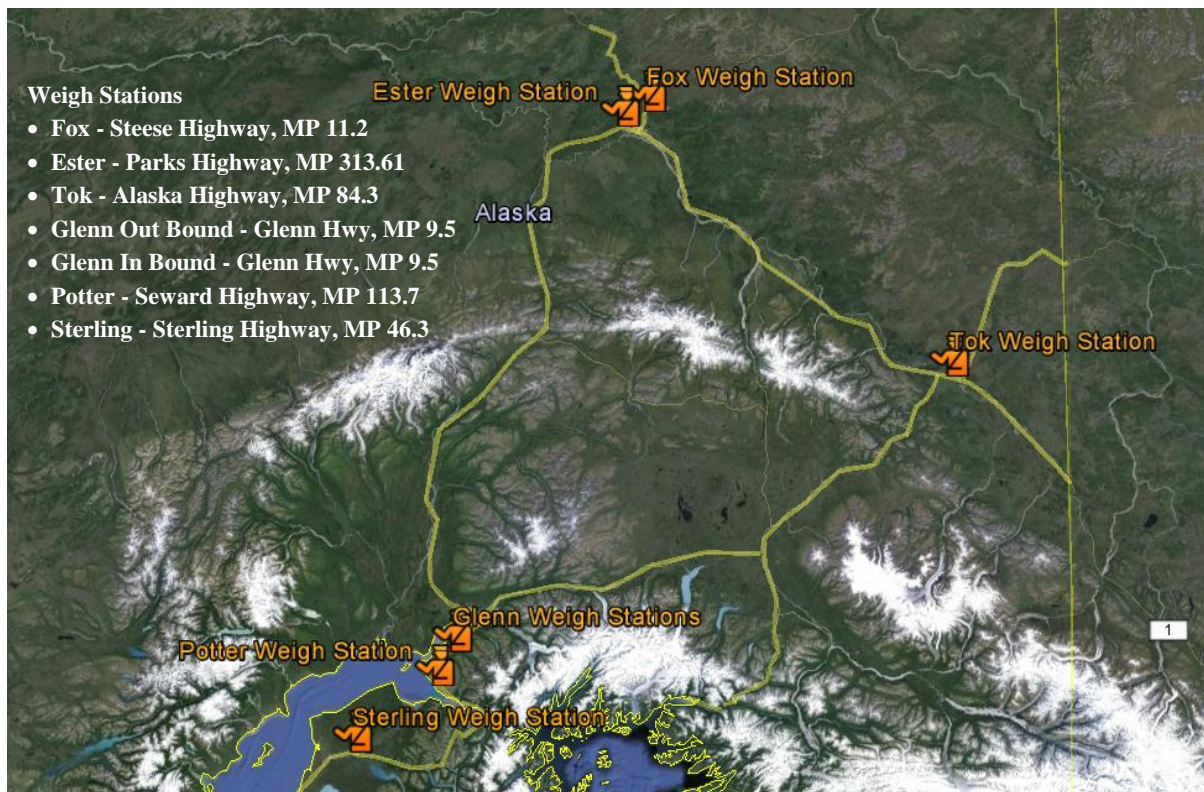 Fox Weigh Station
Ester Weigh Station
Weigh Stations
• Fox - Steese Highway, MP 11.2
• Ester - Parks Highway, MP 313.61
• Tok - Alaska Highway, MP 84.3
• Glenn Out Bound - Glenn Hwy, MP 9.5
• Glenn In Bound - Glenn Hwy, MP 9.5
• Potter - Seward Highway, MP 113.7
• Sterling - Sterling Highway, MP 46.3
Alaska
Tok Weigh Station
Glenn Weigh Stations
1
Potter Weigh Station
Sterling Weigh Station